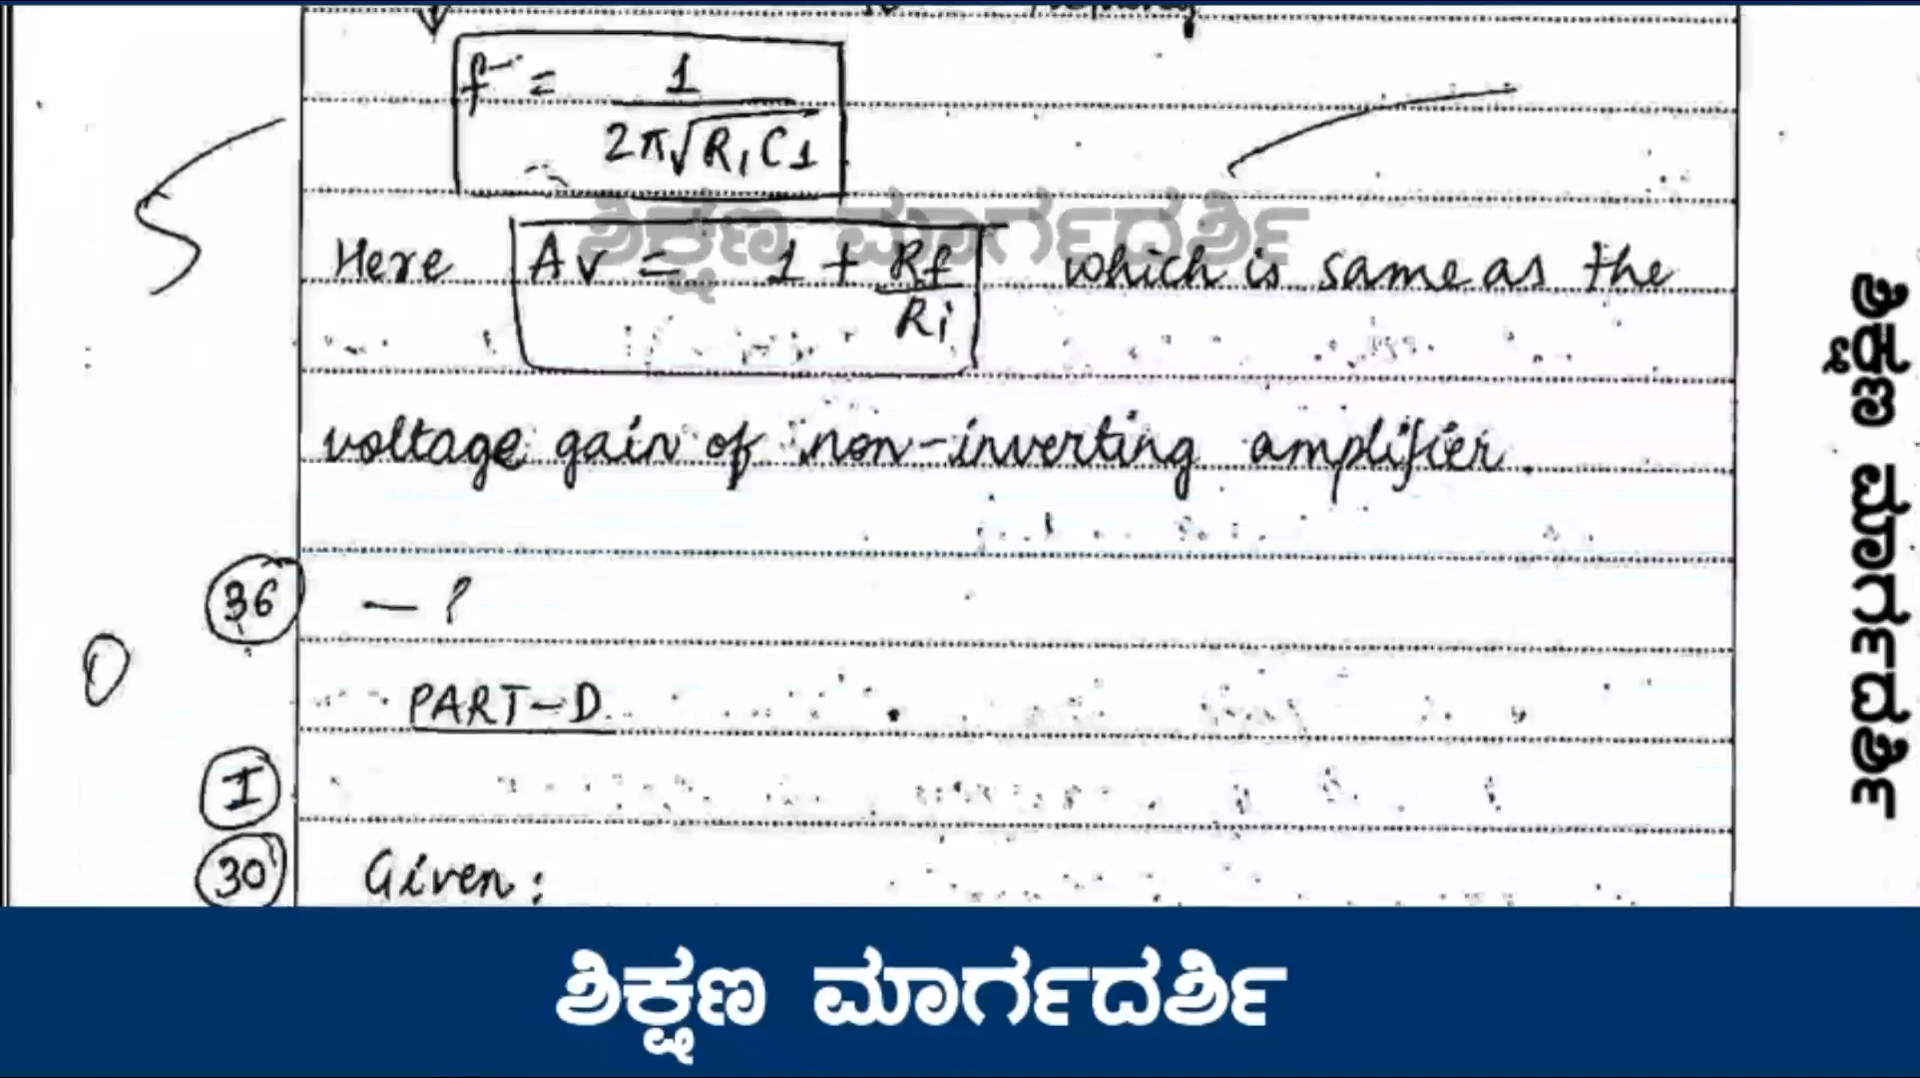 f = 1 / 2π√R1C1
5
Here Av = 1 + Rf / Ri which is same as the
voltage gain of non-inverting amplifier.
36 — ?
0
PART-D
I
30 Given:
ಶಿಕ್ಷಣ ಮಾರ್ಗದರ್ಶಿ
ಶಿಕ್ಷಣ ಮಾರ್ಗದರ್ಶಿ
ಶಿಕ್ಷಣ ಮಾರ್ಗದರ್ಶಿ